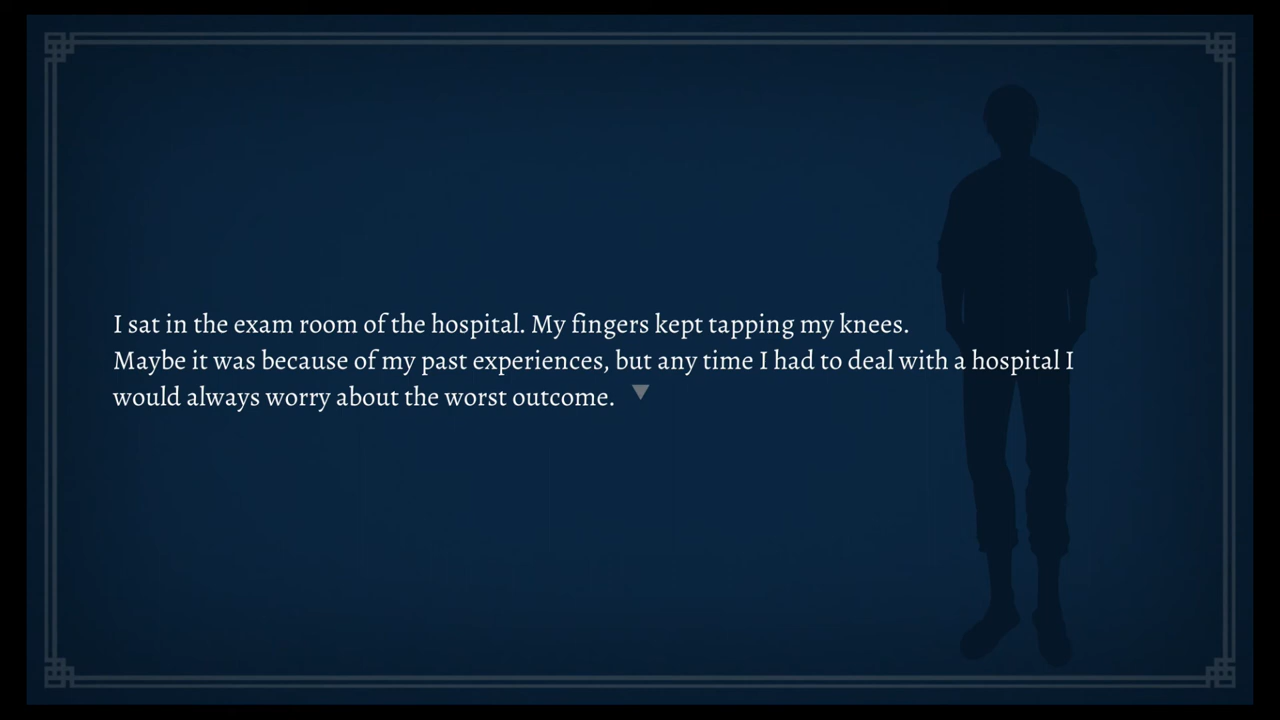 I sat in the exam room of the hospital. My fingers kept tapping my knees.
Maybe it was because of my past experiences, but any time I had to deal with a hospital I
would always worry about the worst outcome.